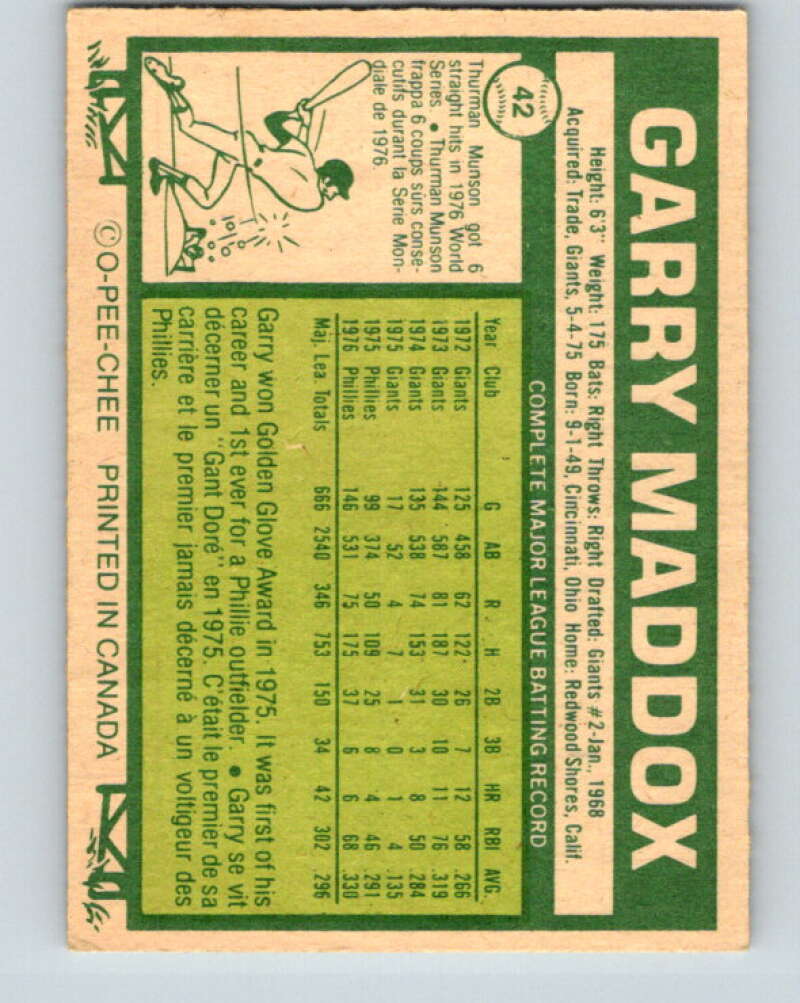 42
GARRY MADDOX
Height: 6'3" Weight: 175 Bats: Right Throws: Right Drafted: Giants #2-Jan., 1968
Acquired: Trade, Giants, 5-4-75 Born: 9-1-49, Cincinnati, Ohio Home: Redwood Shores, Calif.
COMPLETE MAJOR LEAGUE BATTING RECORD
Thurman Munson got 6
straight hits in 1976 World
Series. ● Thurman Munson
frappa 6 coups sûrs conse-
cutifs durant la Serie Mon-
diale de 1976.
Year Club G AB R H 2B 3B HR RBI AVG.
1972 Giants 125 458 62 122 26 7 12 58 .266
1973 Giants 144 587 81 187 30 10 11 76 .319
1974 Giants 135 538 74 153 31 3 8 50 .284
1975 Giants 17 52 4 7 1 0 1 4 .135
1975 Phillies 99 374 50 109 25 8 4 46 .291
1976 Phillies 146 531 75 175 37 6 6 68 .330
Maj. Lea. Totals 666 2540 346 753 150 34 42 302 .296
Garry won Golden Glove Award in 1975. It was first of his
career and 1st ever for a Phillie outfielder. ● Garry se vit
décerner un "Gant Doré" en 1975. C'était le premier de sa
carrière et le premier jamais décerné à un voltigeur des
Phillies.
©O-PEE-CHEE PRINTED IN CANADA